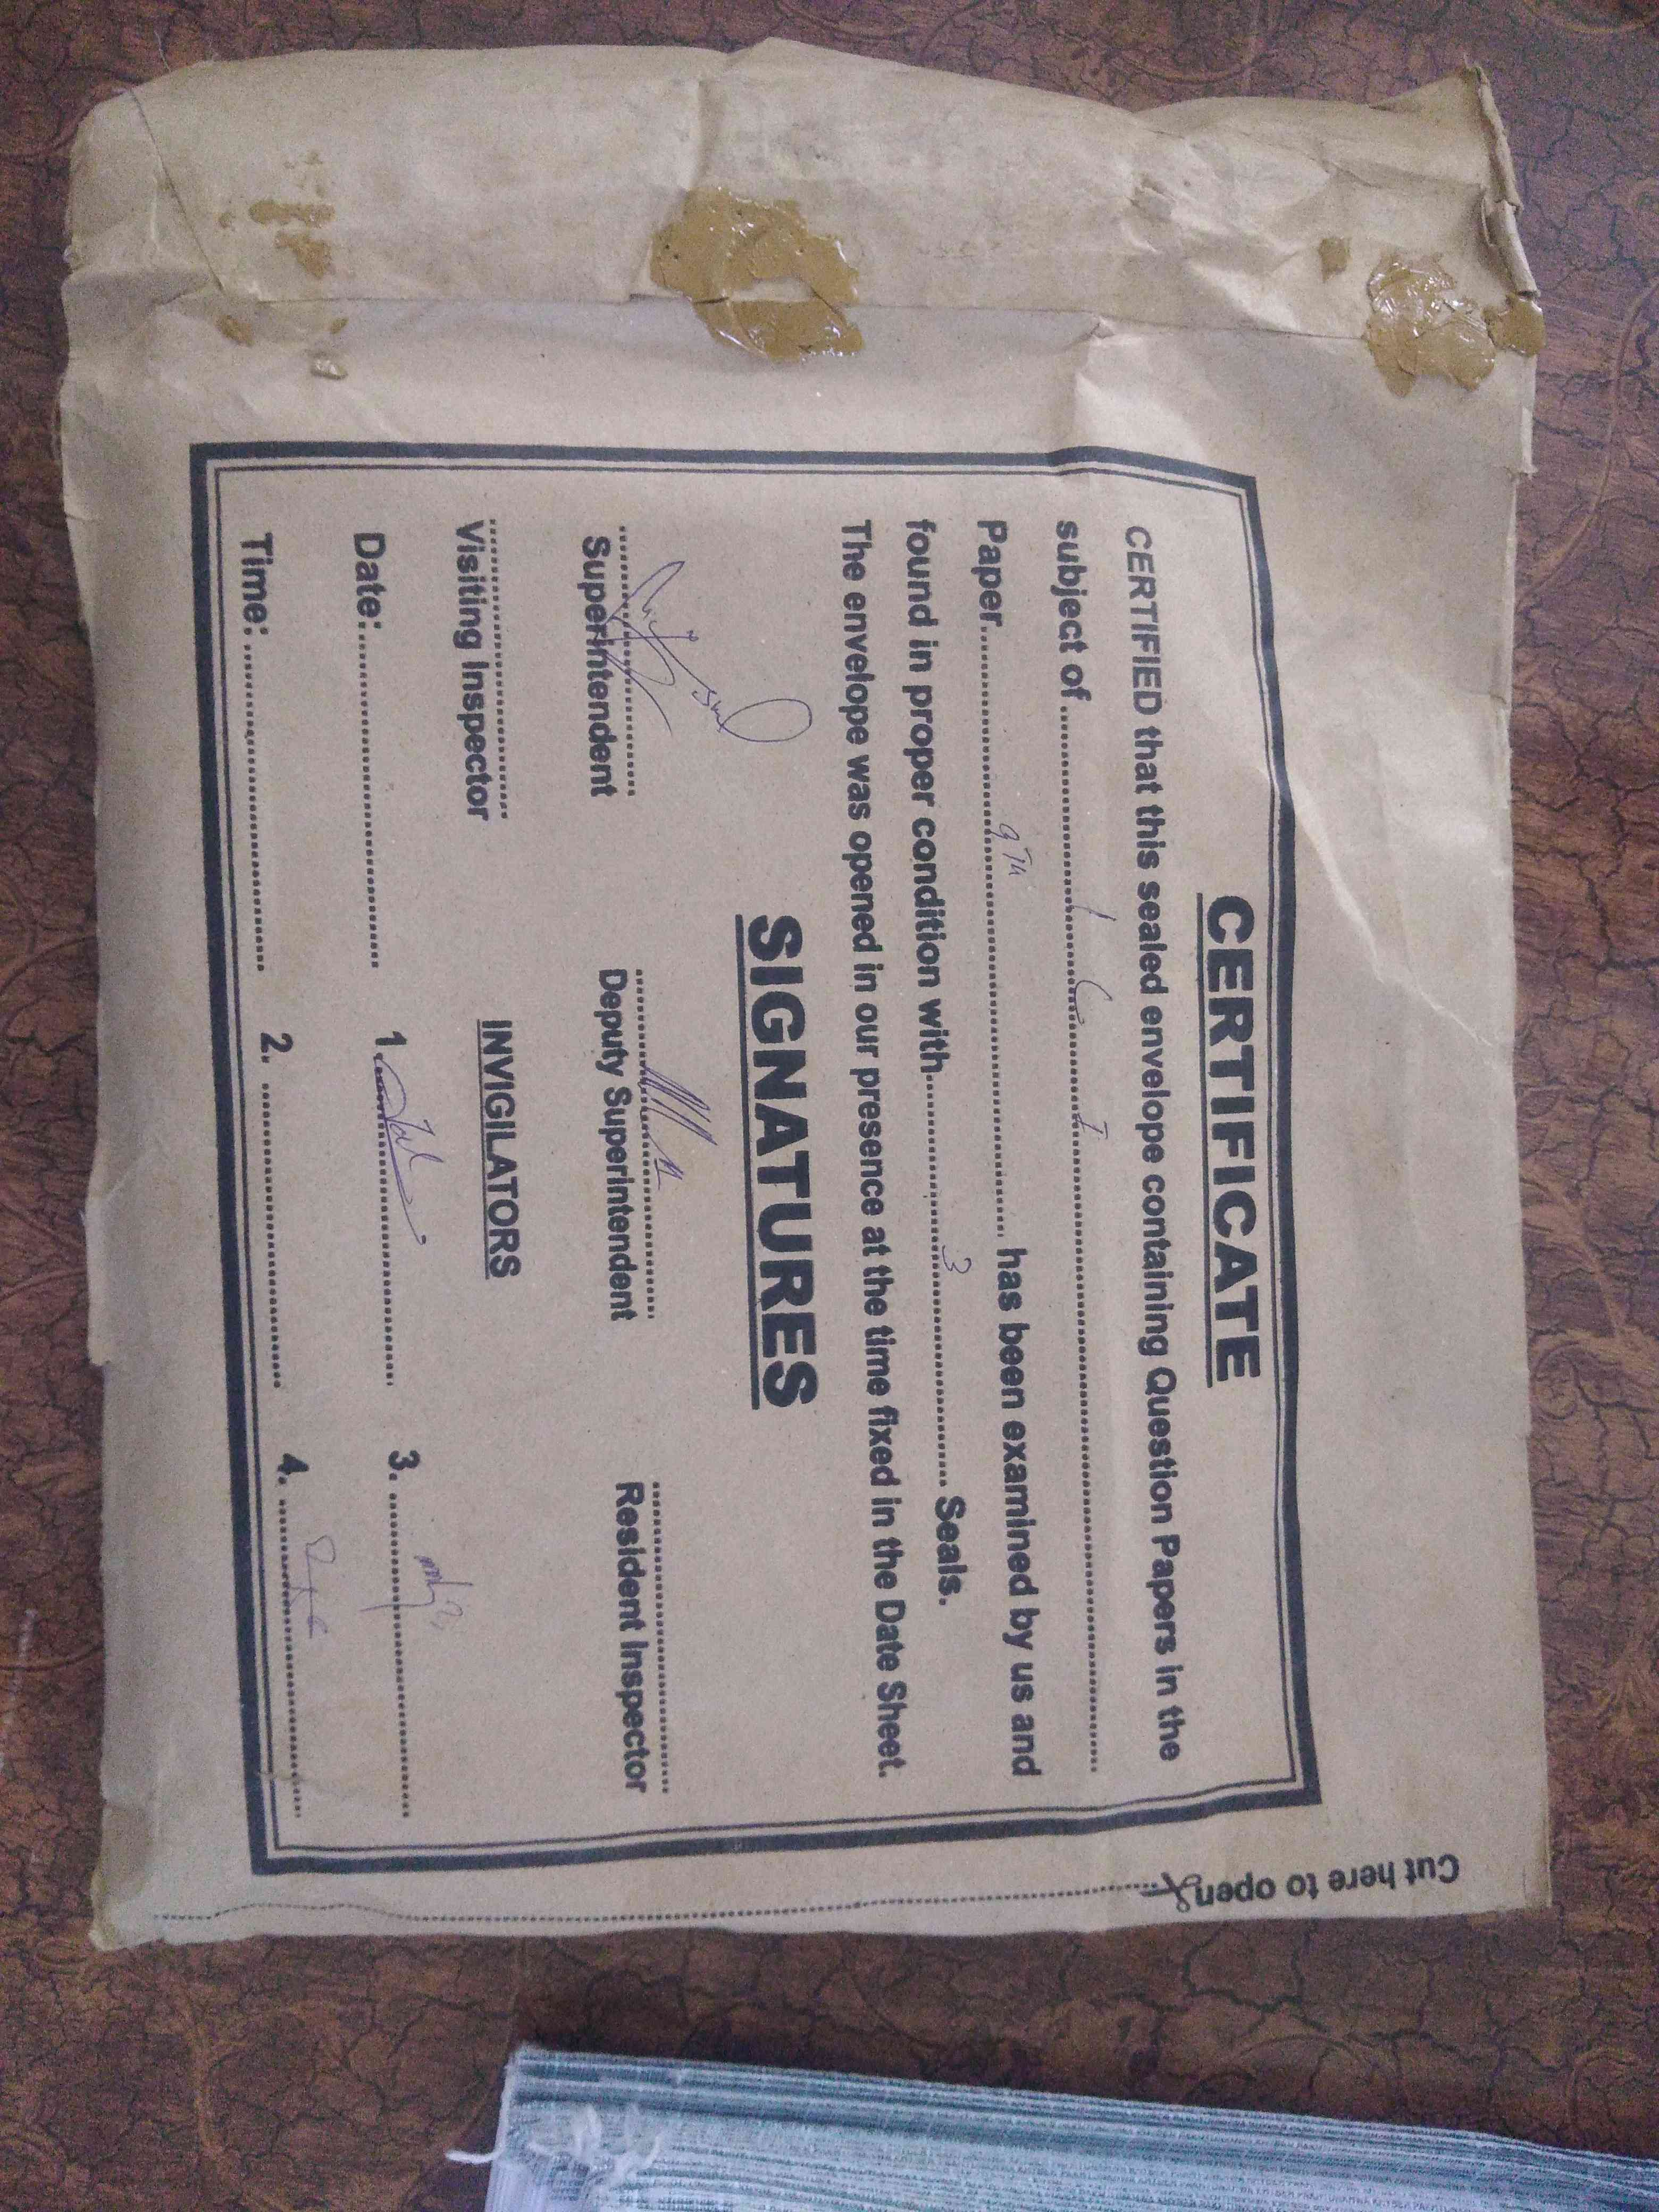 CERTIFICATE
CERTIFIED that this sealed envelope containing Question Papers in the
subject of .......... I C I ..........
Paper .......... 9TH .......... has been examined by us and
found in proper condition with .......... 3 .......... Seals.
The envelope was opened in our presence at the time fixed in the Date Sheet.
SIGNATURES
Superintendent Deputy Superintendent Resident Inspector
Visiting Inspector INVIGILATORS
Date: .......... 1. .......... 3. ..........
Time: .......... 2. .......... 4. ..........
Cut here to open